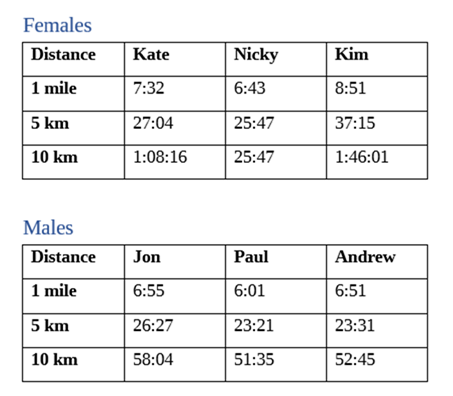 Females
Distance Kate Nicky Kim
1 mile 7:32 6:43 8:51
5 km 27:04 25:47 37:15
10 km 1:08:16 25:47 1:46:01
Males
Distance Jon Paul Andrew
1 mile 6:55 6:01 6:51
5 km 26:27 23:21 23:31
10 km 58:04 51:35 52:45